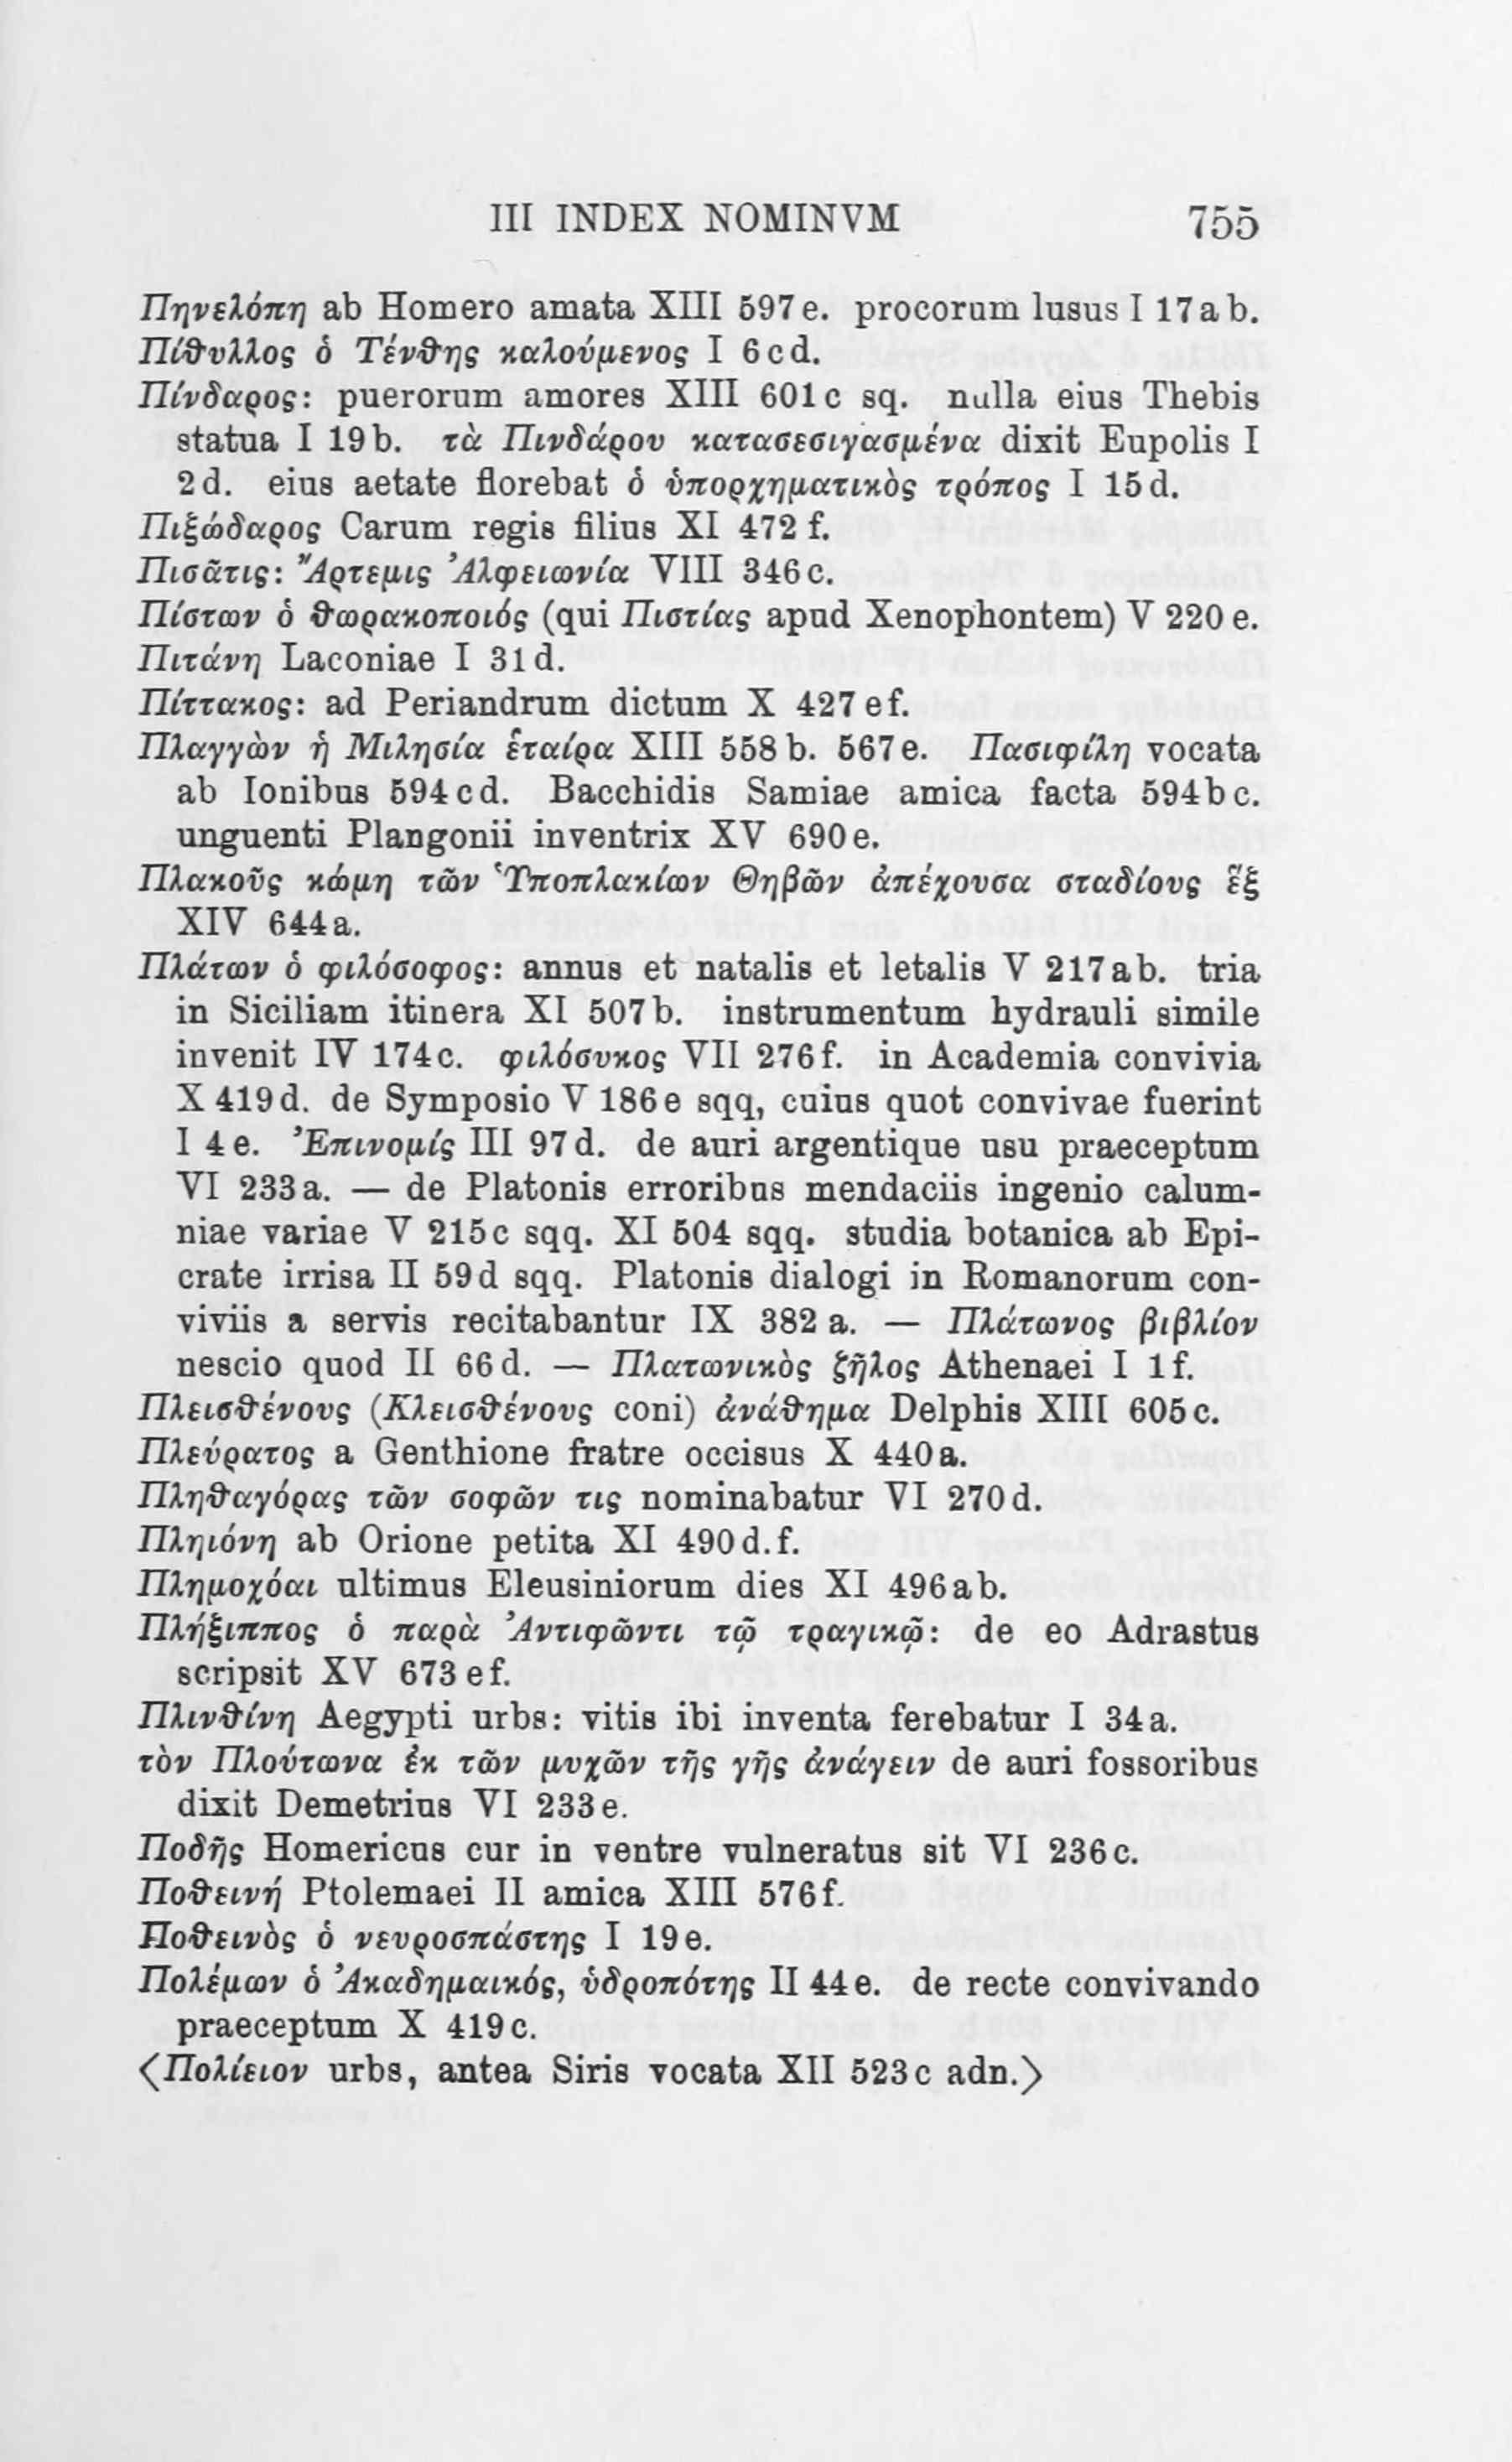 III INDEX NOMINVM 755
Πηνελόπη ab Homero amata XIII 597e. procorum lusus I 17ab.
Πίθυλλος ὁ Τένθης καλούμενος I 6cd.
Πίνδαρος: puerorum amores XIII 601c sq. nulla eius Thebis
statua I 19b. τὰ Πινδάρου κατασεσιγασμένα dixit Eupolis I
2d. eius aetate florebat ὁ ὑπορχηματικὸς τρόπος I 15d.
Πιξώδαρος Carum regis filius XI 472f.
Πισᾶτις: Ἄρτεμις Ἀλφειωνία VIII 346c.
Πίστων ὁ θωρακοποιός (qui Πιστίας apud Xenophontem) V 220e.
Πιτάνη Laconiae I 31d.
Πίττακος: ad Periandrum dictum X 427ef.
Πλαγγὼν ἡ Μιλησία ἑταίρα XIII 558b. 567e. Πασιφίλη vocata
ab Ionibus 594cd. Bacchidis Samiae amica facta 594bc.
unguenti Plangonii inventrix XV 690e.
Πλακοῦς κώμη τῶν Ὑποπλακίων Θηβῶν ἀπέχουσα σταδίους ἕξ
XIV 644a.
Πλάτων ὁ φιλόσοφος: annus et natalis et letalis V 217ab. tria
in Siciliam itinera XI 507b. instrumentum hydrauli simile
invenit IV 174c. φιλόσυκος VII 276f. in Academia convivia
X 419d. de Symposio V 186e sqq, cuius quot convivae fuerint
I 4e. Ἐπινομίς III 97d. de auri argentique usu praeceptum
VI 233a. — de Platonis erroribus mendaciis ingenio calum-
niae variae V 215c sqq. XI 504 sqq. studia botanica ab Epi-
crate irrisa II 59d sqq. Platonis dialogi in Romanorum con-
viviis a servis recitabantur IX 382a. — Πλάτωνος βιβλίον
nescio quod II 66d. — Πλατωνικὸς ζῆλος Athenaei I 1f.
Πλεισθένους (Κλεισθένους coni) ἀνάθημα Delphis XIII 605c.
Πλεύρατος a Genthione fratre occisus X 440a.
Πληθαγόρας τῶν σοφῶν τις nominabatur VI 270d.
Πληιόνη ab Orione petita XI 490d.f.
Πλημοχόαι ultimus Eleusiniorum dies XI 496ab.
Πλήξιππος ὁ παρὰ Ἀντιφῶντι τῷ τραγικῷ: de eo Adrastus
scripsit XV 673ef.
Πλινθίνη Aegypti urbs: vitis ibi inventa ferebatur I 34a.
τὸν Πλούτωνα ἐκ τῶν μυχῶν τῆς γῆς ἀνάγειν de auri fossoribus
dixit Demetrius VI 233e.
Ποδῆς Homericus cur in ventre vulneratus sit VI 236c.
Ποθεινή Ptolemaei II amica XIII 576f.
Ποθεινὸς ὁ νευροσπάστης I 19e.
Πολέμων ὁ Ἀκαδημαικός, ὑδροπότης II 44e. de recte convivando
praeceptum X 419c.
⟨Πολίειον urbs, antea Siris vocata XII 523c adn.⟩